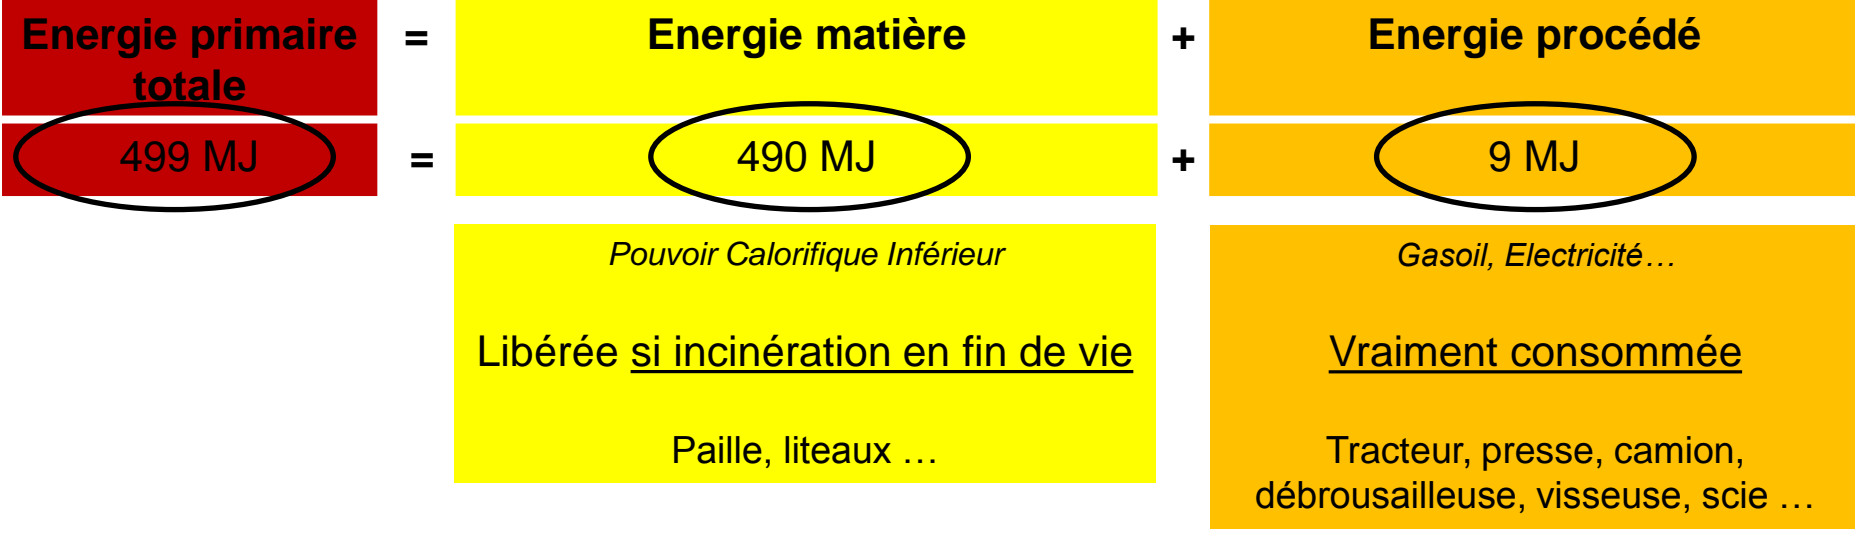 Energie primaire totale = Energie matière + Energie procédé
499 MJ = 490 MJ + 9 MJ
Pouvoir Calorifique Inférieur
Libérée si incinération en fin de vie
Paille, liteaux …
Gasoil, Electricité…
Vraiment consommée
Tracteur, presse, camion,
débrousailleuse, visseuse, scie …